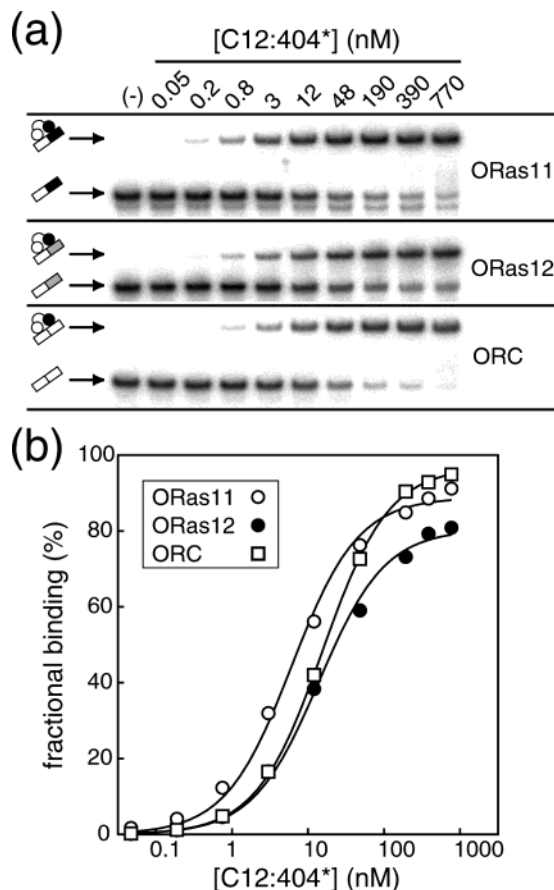 (a)
[C12:404*] (nM)
(-) 0.05 0.2 0.8 3 12 48 190 390 770
ORas11
ORas12
ORC
(b)
100
80
60
40
20
0
fractional binding (%)
ORas11
ORas12
ORC
0.1 1 10 100 1000
[C12:404*] (nM)